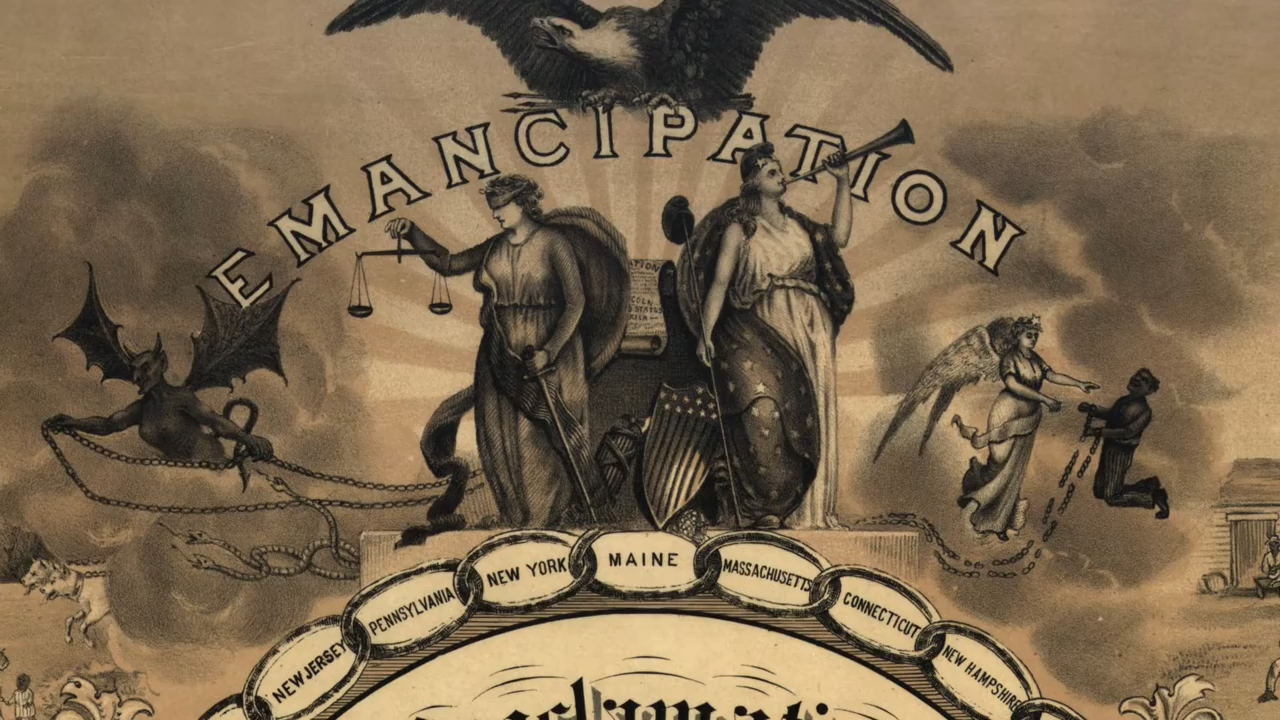 EMANCIPATION
NEW JERSEY
PENNSYLVANIA
NEW YORK
MAINE
MASSACHUSETTS
CONNECTICUT
NEW HAMPSHIRE